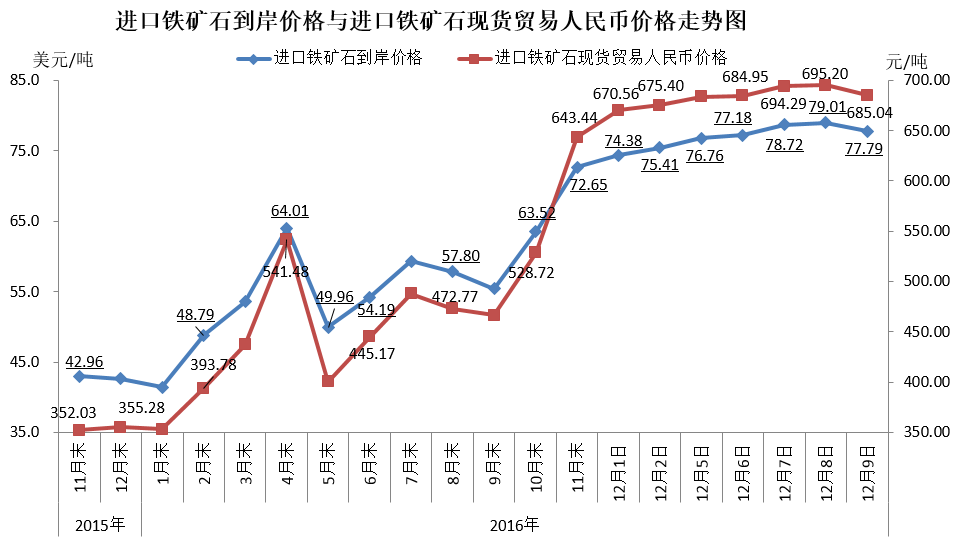 进口铁矿石到岸价格与进口铁矿石现货贸易人民币价格走势图
美元/吨
进口铁矿石到岸价格
进口铁矿石现货贸易人民币价格
元/吨
85.0
75.0
65.0
55.0
45.0
35.0
700.00
650.00
600.00
550.00
500.00
450.00
400.00
350.00
42.96
48.79
64.01
49.96
54.19
57.80
63.52
72.65
74.38
75.41
76.76
77.18
78.72
79.01
77.79
352.03
355.28
393.78
541.48
445.17
472.77
528.72
643.44
670.56
675.40
684.95
694.29
695.20
685.04
11月末
12月末
1月末
2月末
3月末
4月末
5月末
6月末
7月末
8月末
9月末
10月末
11月末
12月1日
12月2日
12月5日
12月6日
12月7日
12月8日
12月9日
2015年
2016年